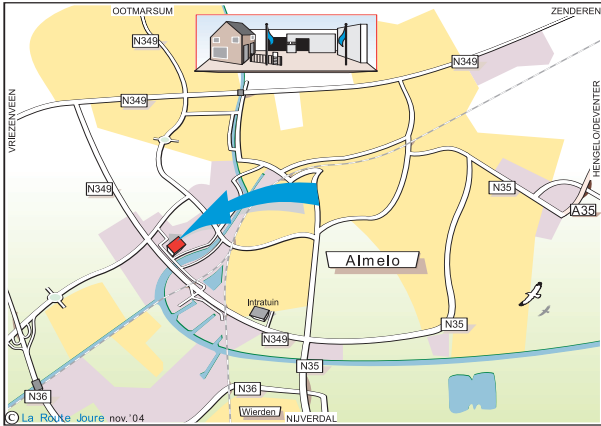 OOTMARSUM
ZENDEREN
N349
N349
N349
VRIEZENVEEN
HENGELO/DEVENTER
N349
N35
A35
Almelo
Intratuin
N35
N349
N35
N36
N36
Wierden
NIJVERDAL
© La Route Joure nov.'04